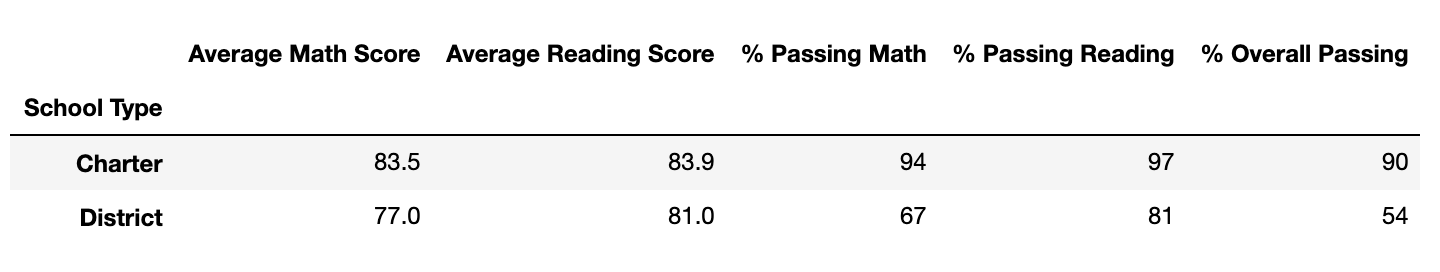 Average Math Score Average Reading Score % Passing Math % Passing Reading % Overall Passing
School Type
Charter 83.5 83.9 94 97 90
District 77.0 81.0 67 81 54